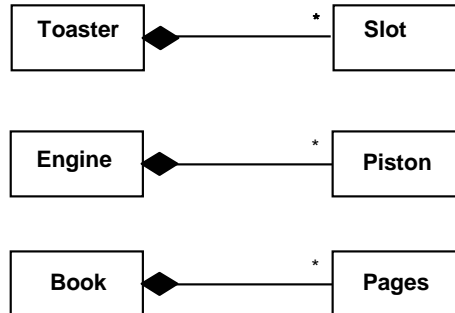 Toaster * Slot
Engine * Piston
Book * Pages